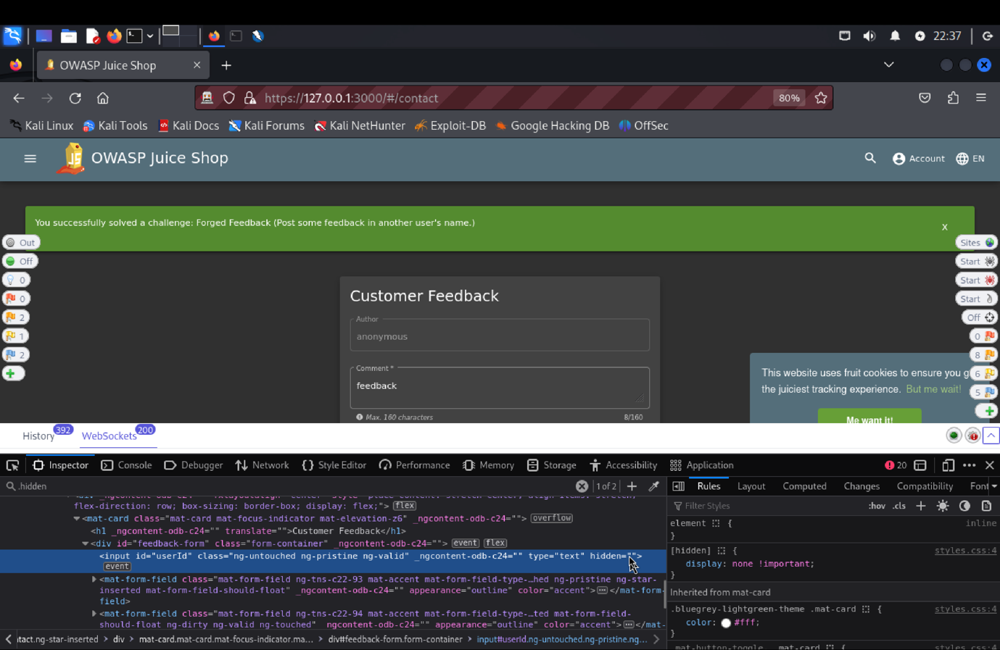 22:37
OWASP Juice Shop
https://127.0.0.1:3000/#/contact
80%
Kali Linux
Kali Tools
Kali Docs
Kali Forums
Kali NetHunter
Exploit-DB
Google Hacking DB
OffSec
OWASP Juice Shop
Account
EN
You successfully solved a challenge: Forged Feedback (Post some feedback in another user's name.)
X
Out
Off
0
0
2
1
2
Sites
Start
Start
Start
Off
0
8
6
5
Customer Feedback
Author
anonymous
Comment *
feedback
Max. 160 characters
8/160
This website uses fruit cookies to ensure you g
the juiciest tracking experience. But me wait!
Me want it!
History 392
WebSockets 200
Inspector
Console
Debugger
Network
Style Editor
Performance
Memory
Storage
Accessibility
Application
20
.hidden
1 of 2
flex-direction: row; box-sizing: border-box; display: flex;"> flex
<mat-card class="mat-card mat-focus-indicator mat-elevation-z6" _ngcontent-odb-c24=""> overflow
<h1 _ngcontent-odb-c24="" translate="">Customer Feedback</h1>
<div id="feedback-form" class="form-container" _ngcontent-odb-c24=""> event flex
<input id="userId" class="ng-untouched ng-pristine ng-valid" _ngcontent-odb-c24="" type="text" hidden="">
event
<mat-form-field class="mat-form-field ng-tns-c22-93 mat-accent mat-form-field-type-…hed ng-pristine ng-star-
inserted mat-form-field-should-float" _ngcontent-odb-c24="" appearance="outline" color="accent"> </mat-form-
field>
<mat-form-field class="mat-form-field ng-tns-c22-94 mat-accent mat-form-field-type-…ted mat-form-field-
should-float ng-dirty ng-valid ng-touched" _ngcontent-odb-c24="" appearance="outline" color="accent"> </mat-
ntact.ng-star-inserted
div
mat-card.mat-card.mat-focus-indicator.ma…
div#feedback-form.form-container
input#userId.ng-untouched.ng-pristine.ng…
Rules
Layout
Computed
Changes
Compatibility
Font
Filter Styles
:hov .cls
element {
inline
}
[hidden] {
styles.css:4
display: none !important;
}
Inherited from mat-card
.bluegrey-lightgreen-theme .mat-card {
styles.css:4
color: #fff;
}